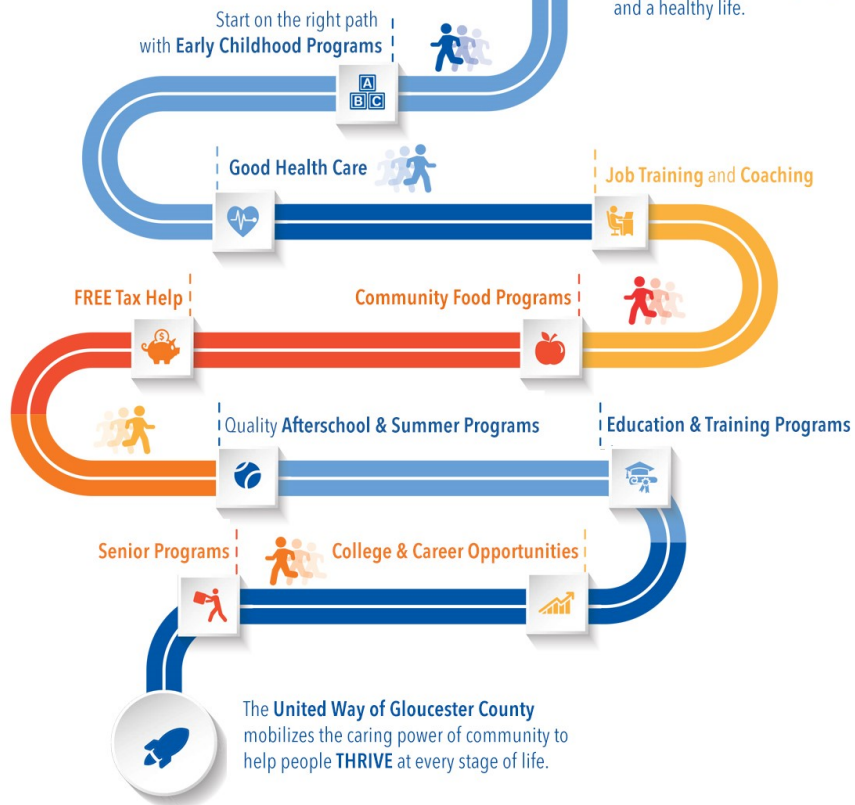 and a healthy life.
Start on the right path
with Early Childhood Programs
A
B C
Good Health Care
Job Training and Coaching
FREE Tax Help
Community Food Programs
$
Quality Afterschool & Summer Programs
Education & Training Programs
Senior Programs
College & Career Opportunities
The United Way of Gloucester County
mobilizes the caring power of community to
help people THRIVE at every stage of life.